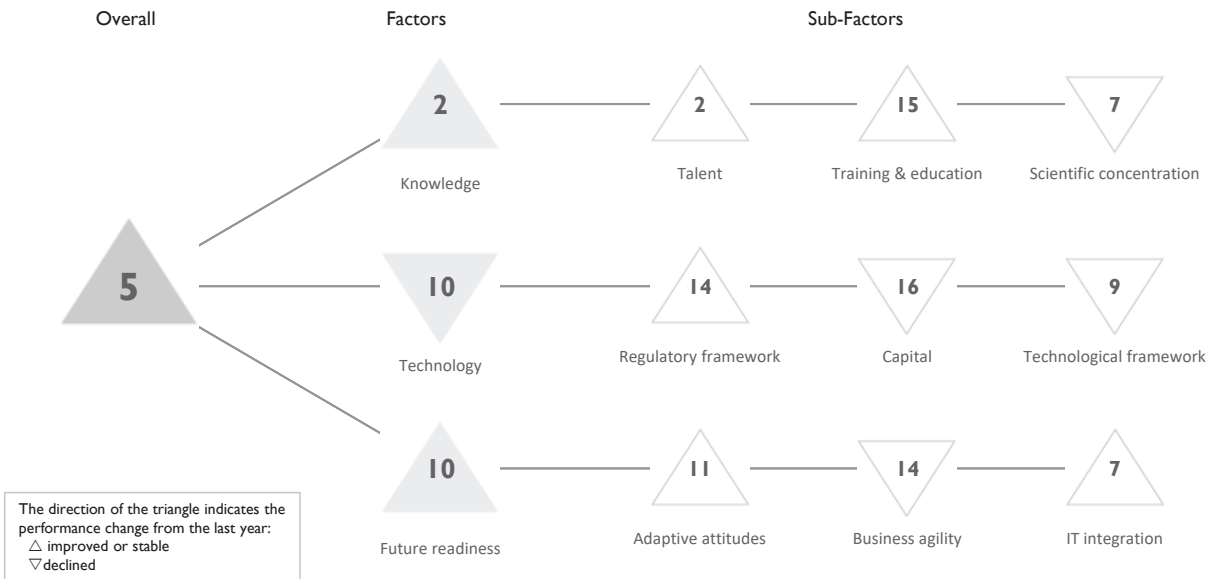 Overall
Factors
Sub-Factors
2
2
15
7
Knowledge
Talent
Training & education
Scientific concentration
5
10
14
16
9
Technology
Regulatory framework
Capital
Technological framework
10
11
14
7
Future readiness
Adaptive attitudes
Business agility
IT integration
The direction of the triangle indicates the
performance change from the last year:
△ improved or stable
▽ declined